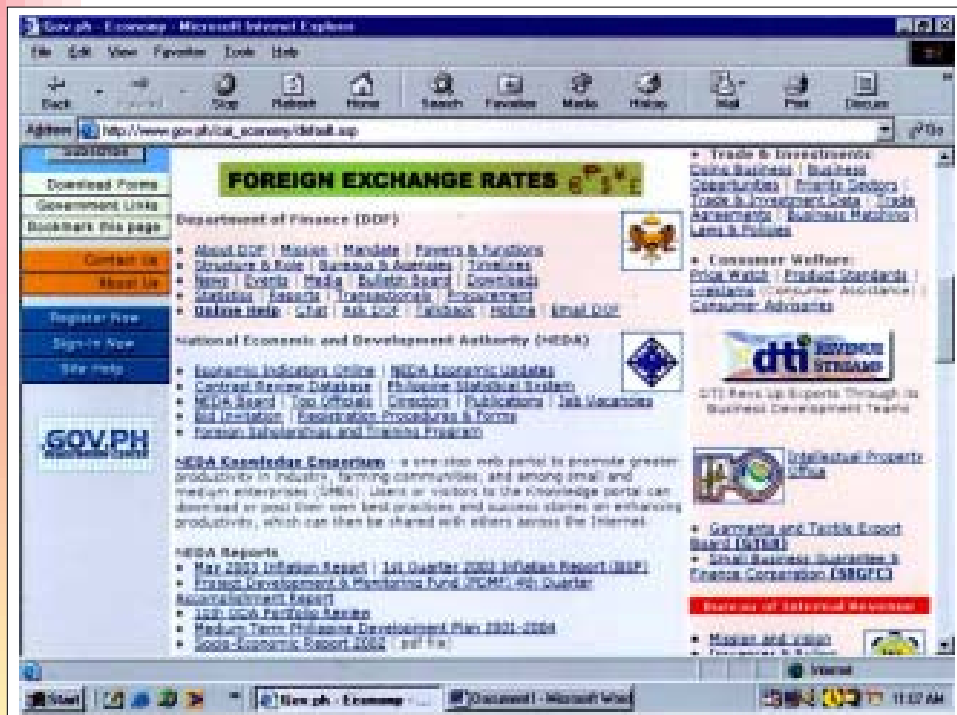 Gov.ph - Economy - Microsoft Internet Explorer
File Edit View Favorites Tools Help
Back Forward Stop Refresh Home Search Favorites Media History Mail Print Discuss
Address http://www.gov.ph/cat_economy/default.asp Go
Subscribe
Download Forms
Government Links
Bookmark this page
Contact Us
About Us
Register Now
Sign-In Now
Site Help
GOV.PH
FOREIGN EXCHANGE RATES
Department of Finance (DOF)
• About DOF | Mission | Mandate | Powers & Functions
• Structure & Role | Bureaus & Agencies | Timelines
• News | Events | Media | Bulletin Board | Downloads
• Statistics | Reports | Transactionals | Procurement
• Online Help : Chat | Ask DOF | Talkback | Hotline | Email DOF
National Economic and Development Authority (NEDA)
• Economic Indicators Online | NEDA Economic Updates
• Contract Review Database | Philippine Statistical System
• NEDA Board | Top Officials | Directors | Publications | Job Vacancies
• Bid Invitation | Registration Procedures & Forms
• Foreign Scholarships and Training Program
NEDA Knowledge Emporium - a one-stop web portal to promote greater
productivity in industry, farming communities, and among small and
medium enterprises (SMEs). Users or visitors to the Knowledge portal can
download or post their own best practices and success stories on enhancing
productivity, which can then be shared with others across the Internet.
NEDA Reports
• May 2003 Inflation Report | 1st Quarter 2003 Inflation Report (BSP)
• Project Development & Monitoring Fund (PDMF) 4th Quarter
Accomplishment Report
• ODA Portfolio Review
• Medium Term Philippine Development Plan 2001-2004
• Socio-Economic Report 2002 (pdf file)
• Trade & Investments:
Doing Business | Business
Opportunities | Priority Sectors |
Trade & Investment Data | Trade
Agreements | Business Matching |
Laws & Policies
• Consumer Welfare:
Price Watch | Product Standards |
(Consumer Assistance) |
Consumer Advisories
dti REVENUE
STREAMS
DTI Revs Up Exports Through its
Business Development Teams
Intellectual Property
Office
• Garments and Textile Export
Board (GTEB)
• Small Business Guarantee &
Finance Corporation (SBGFC)
Bureau of Internal Revenue
• Mission and Vision
Internet
Start Gov.ph - Economy - ... Document1 - Microsoft Word 11:07 AM